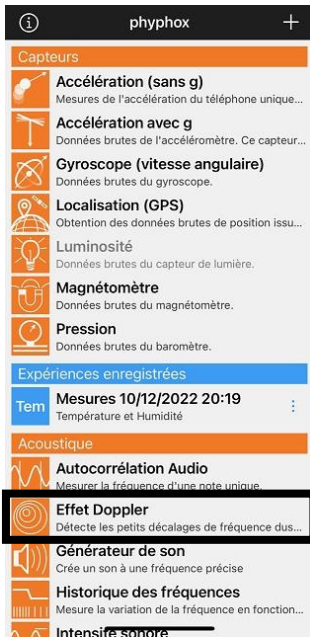 phyphox
Capteurs
Accélération (sans g)
Mesures de l'accélération du téléphone unique...
Accélération avec g
Données brutes de l'accéléromètre. Ce capteur...
Gyroscope (vitesse angulaire)
Données brutes du gyroscope.
Localisation (GPS)
Obtention des données brutes de position issu...
Luminosité
Données brutes du capteur de lumière.
Magnétomètre
Données brutes du magnétomètre.
Pression
Données brutes du baromètre.
Expériences enregistrées
Tem
Mesures 10/12/2022 20:19
Température et Humidité
Acoustique
Autocorrélation Audio
Mesurer la fréquence d'une note unique.
Effet Doppler
Détecte les petits décalages de fréquence dus...
Générateur de son
Crée un son à une fréquence précise
Historique des fréquences
Mesure la variation de la fréquence en fonction...
Intensité sonore